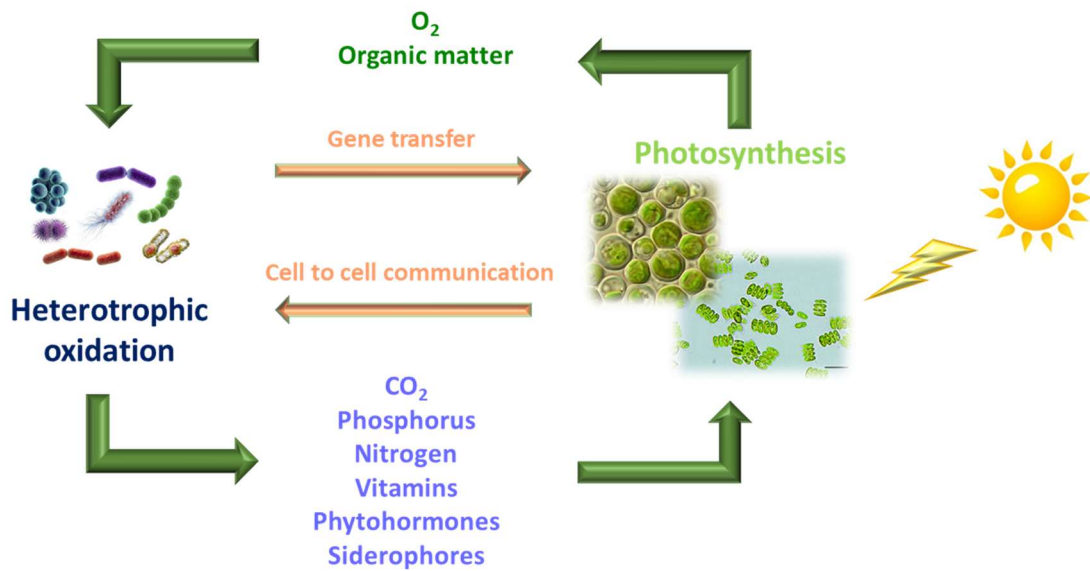 O₂
Organic matter
Gene transfer
Photosynthesis
Cell to cell communication
Heterotrophic
oxidation
CO₂
Phosphorus
Nitrogen
Vitamins
Phytohormones
Siderophores